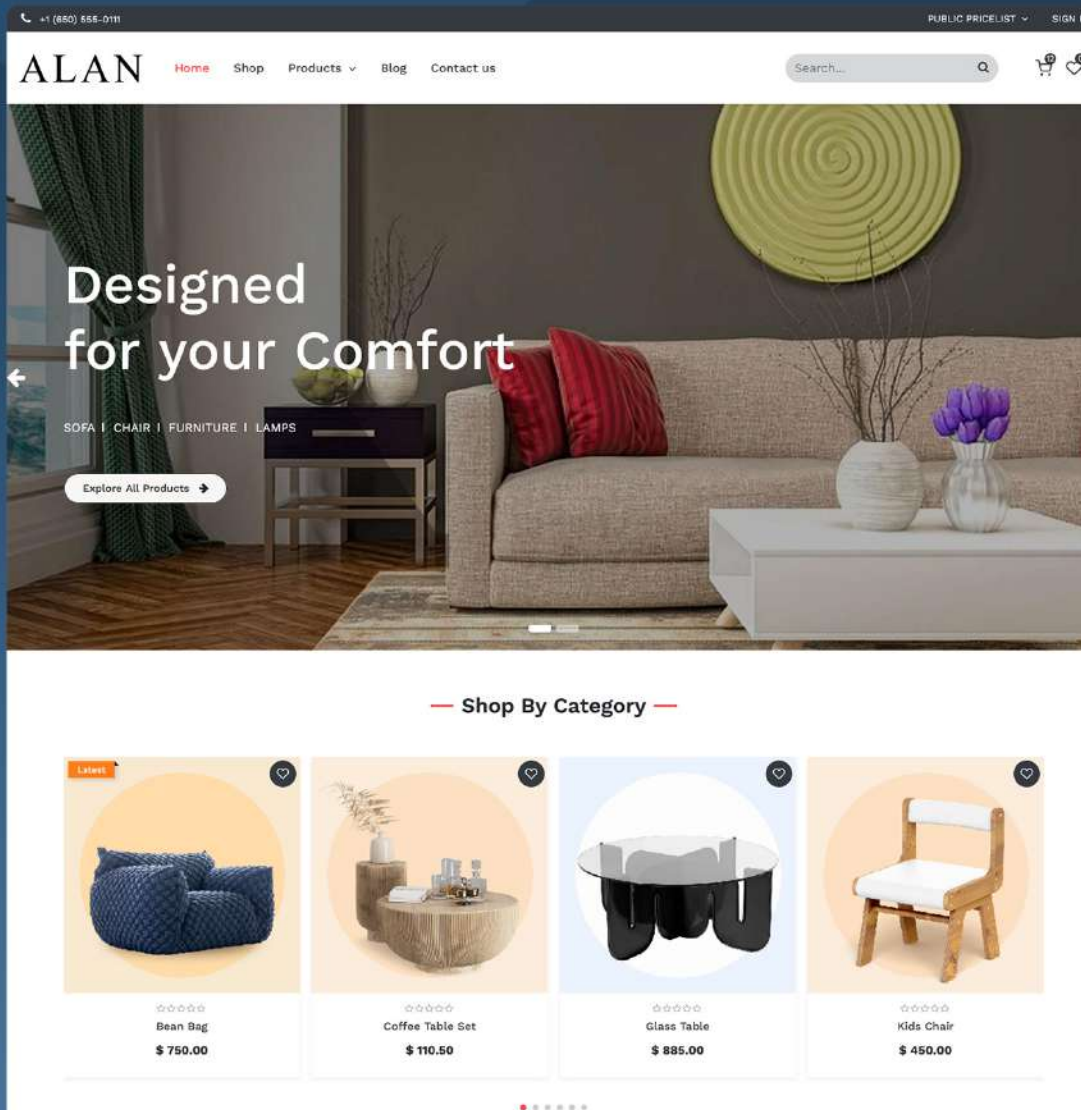 +1 (650) 555-0111
PUBLIC PRICELIST
SIGN
ALAN
Home
Shop
Products
Blog
Contact us
Search...
Designed
for your Comfort
SOFA I CHAIR I FURNITURE I LAMPS
Explore All Products
Shop By Category
Latest
Bean Bag
$ 750.00
Coffee Table Set
$ 110.50
Glass Table
$ 885.00
Kids Chair
$ 450.00